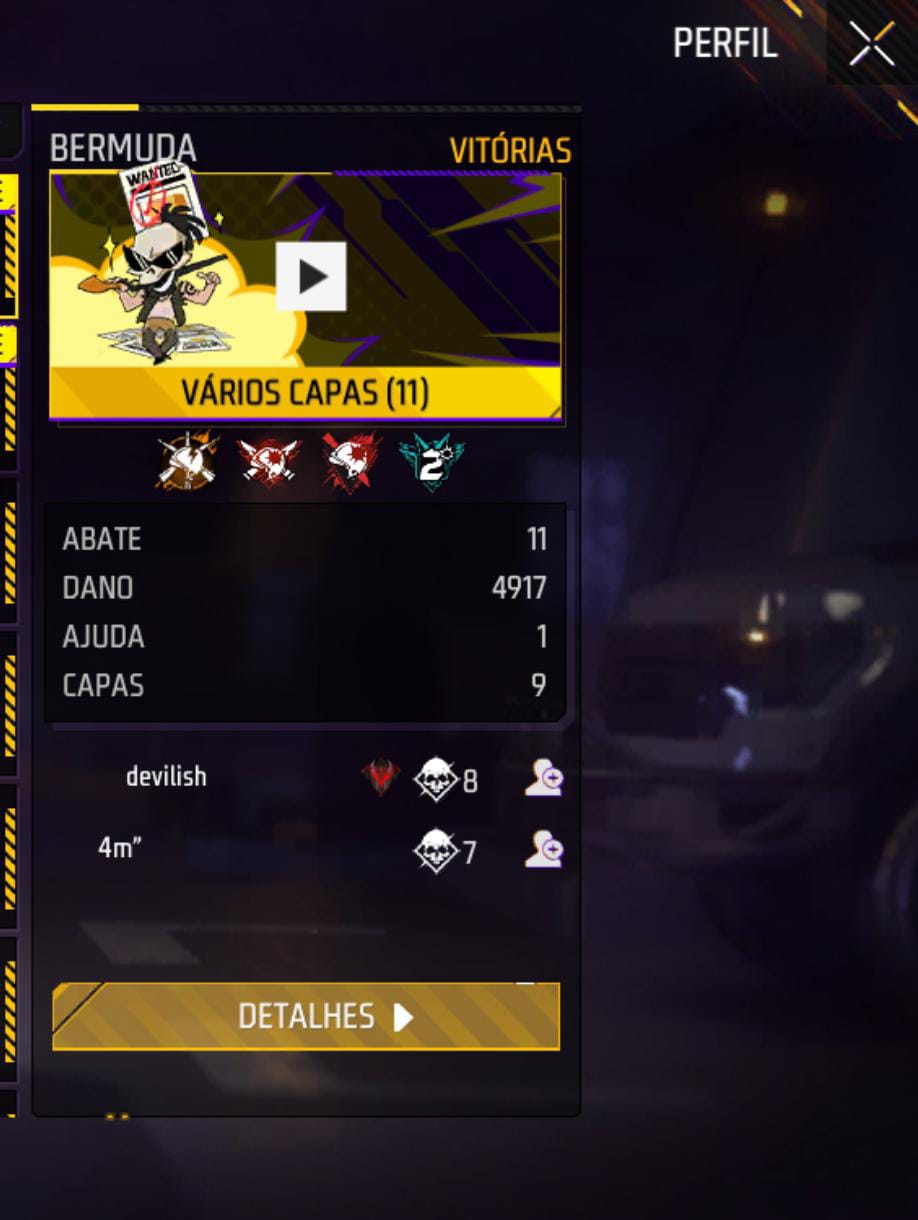 PERFIL
BERMUDA VITÓRIAS
WANTED
VÁRIOS CAPAS (11)
2
ABATE 11
DANO 4917
AJUDA 1
CAPAS 9
devilish 8
4m” 7
DETALHES